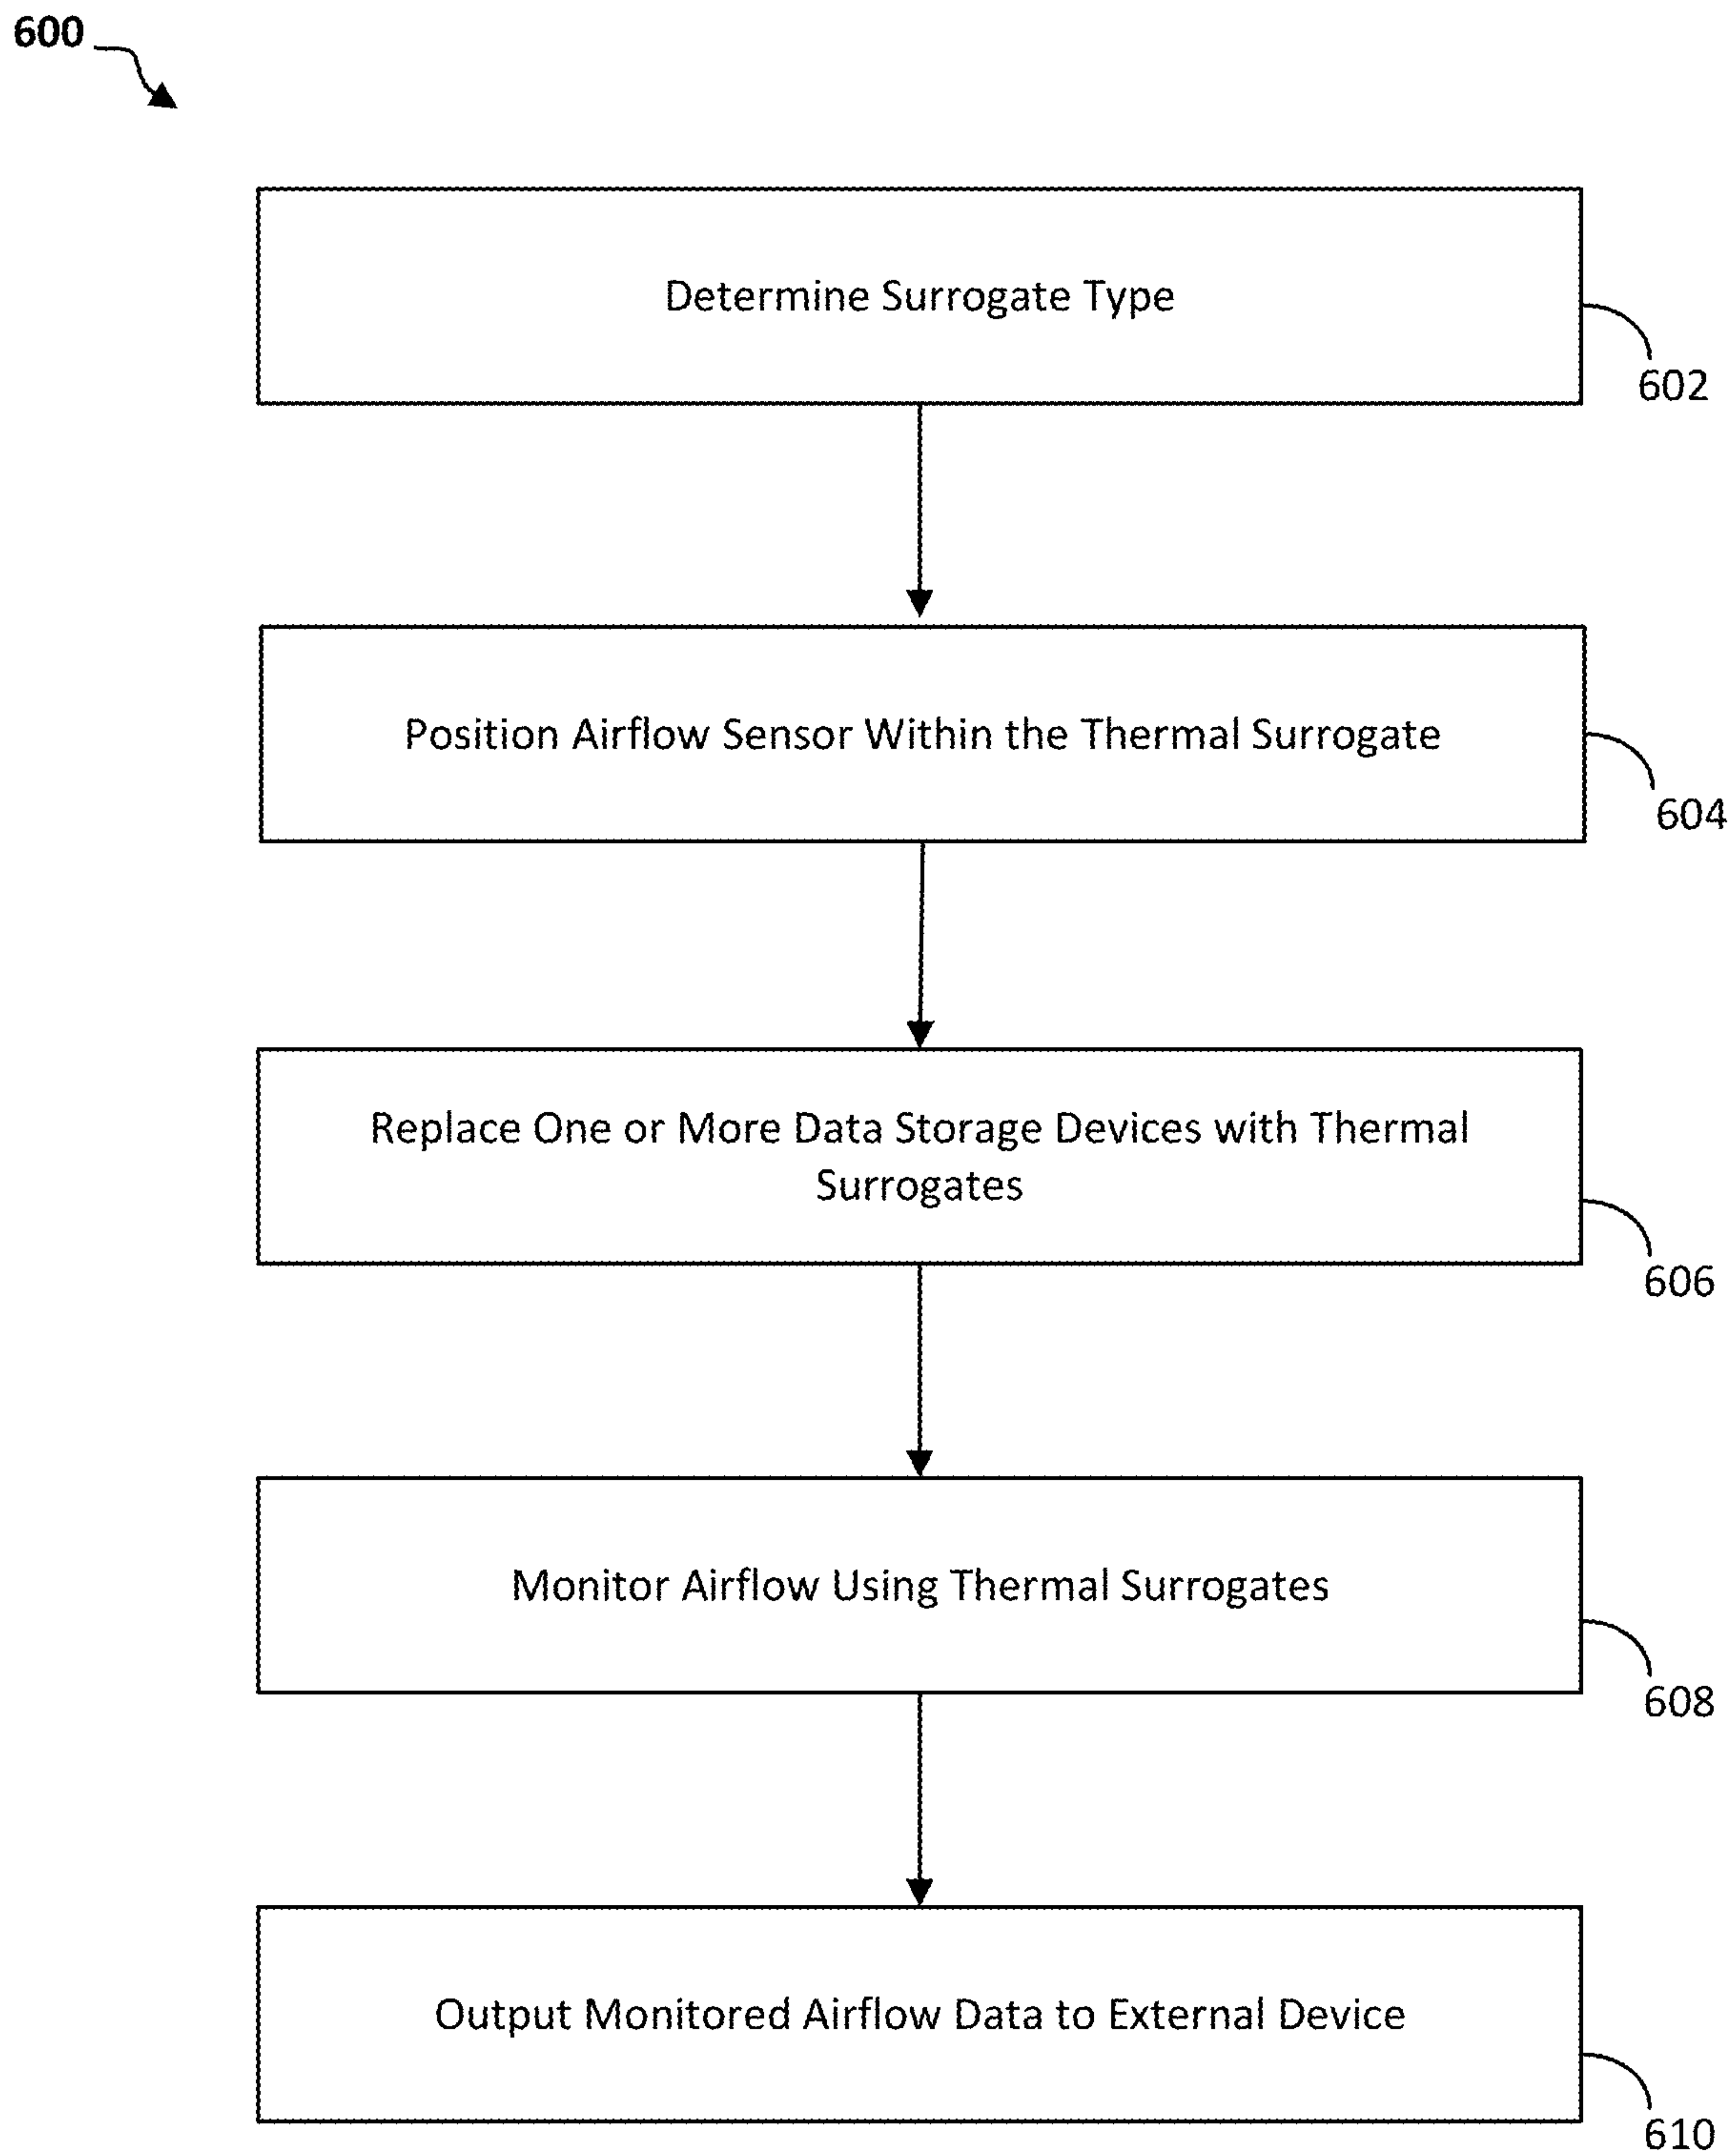 600
Determine Surrogate Type
602
Position Airflow Sensor Within the Thermal Surrogate
604
Replace One or More Data Storage Devices with Thermal
Surrogates
606
Monitor Airflow Using Thermal Surrogates
608
Output Monitored Airflow Data to External Device
610